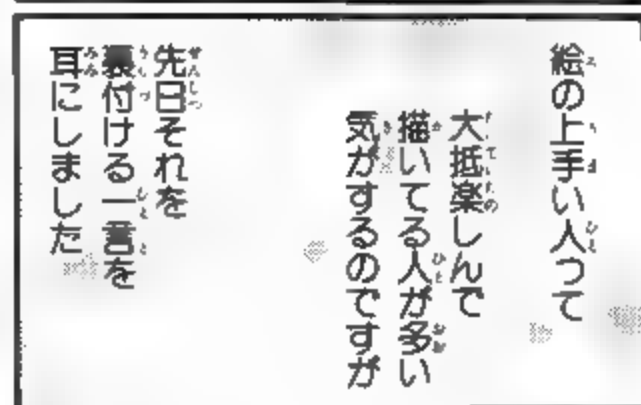 絵の上手い人って
大抵楽しんで
描いてる人が多い
気がするのですが
先日それを
裏付ける一言を
耳にしました